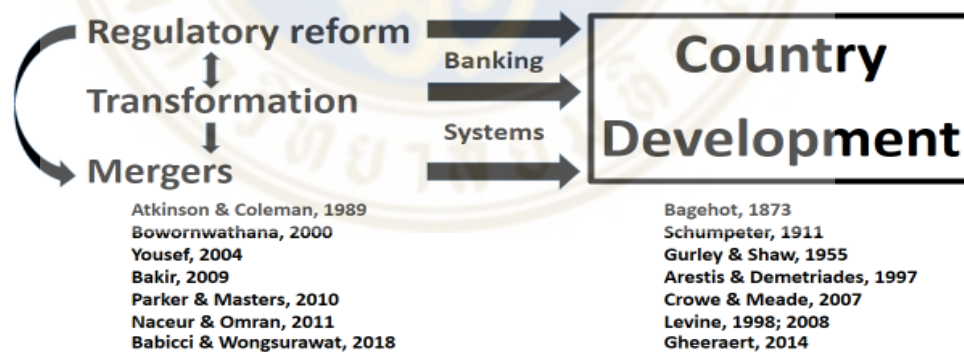 Regulatory reform
Banking
Transformation
Systems
Mergers
Country
Development
Atkinson & Coleman, 1989
Bowornwathana, 2000
Yousef, 2004
Bakir, 2009
Parker & Masters, 2010
Naceur & Omran, 2011
Babicci & Wongsurawat, 2018
Bagehot, 1873
Schumpeter, 1911
Gurley & Shaw, 1955
Arestis & Demetriades, 1997
Crowe & Meade, 2007
Levine, 1998; 2008
Gheeraert, 2014